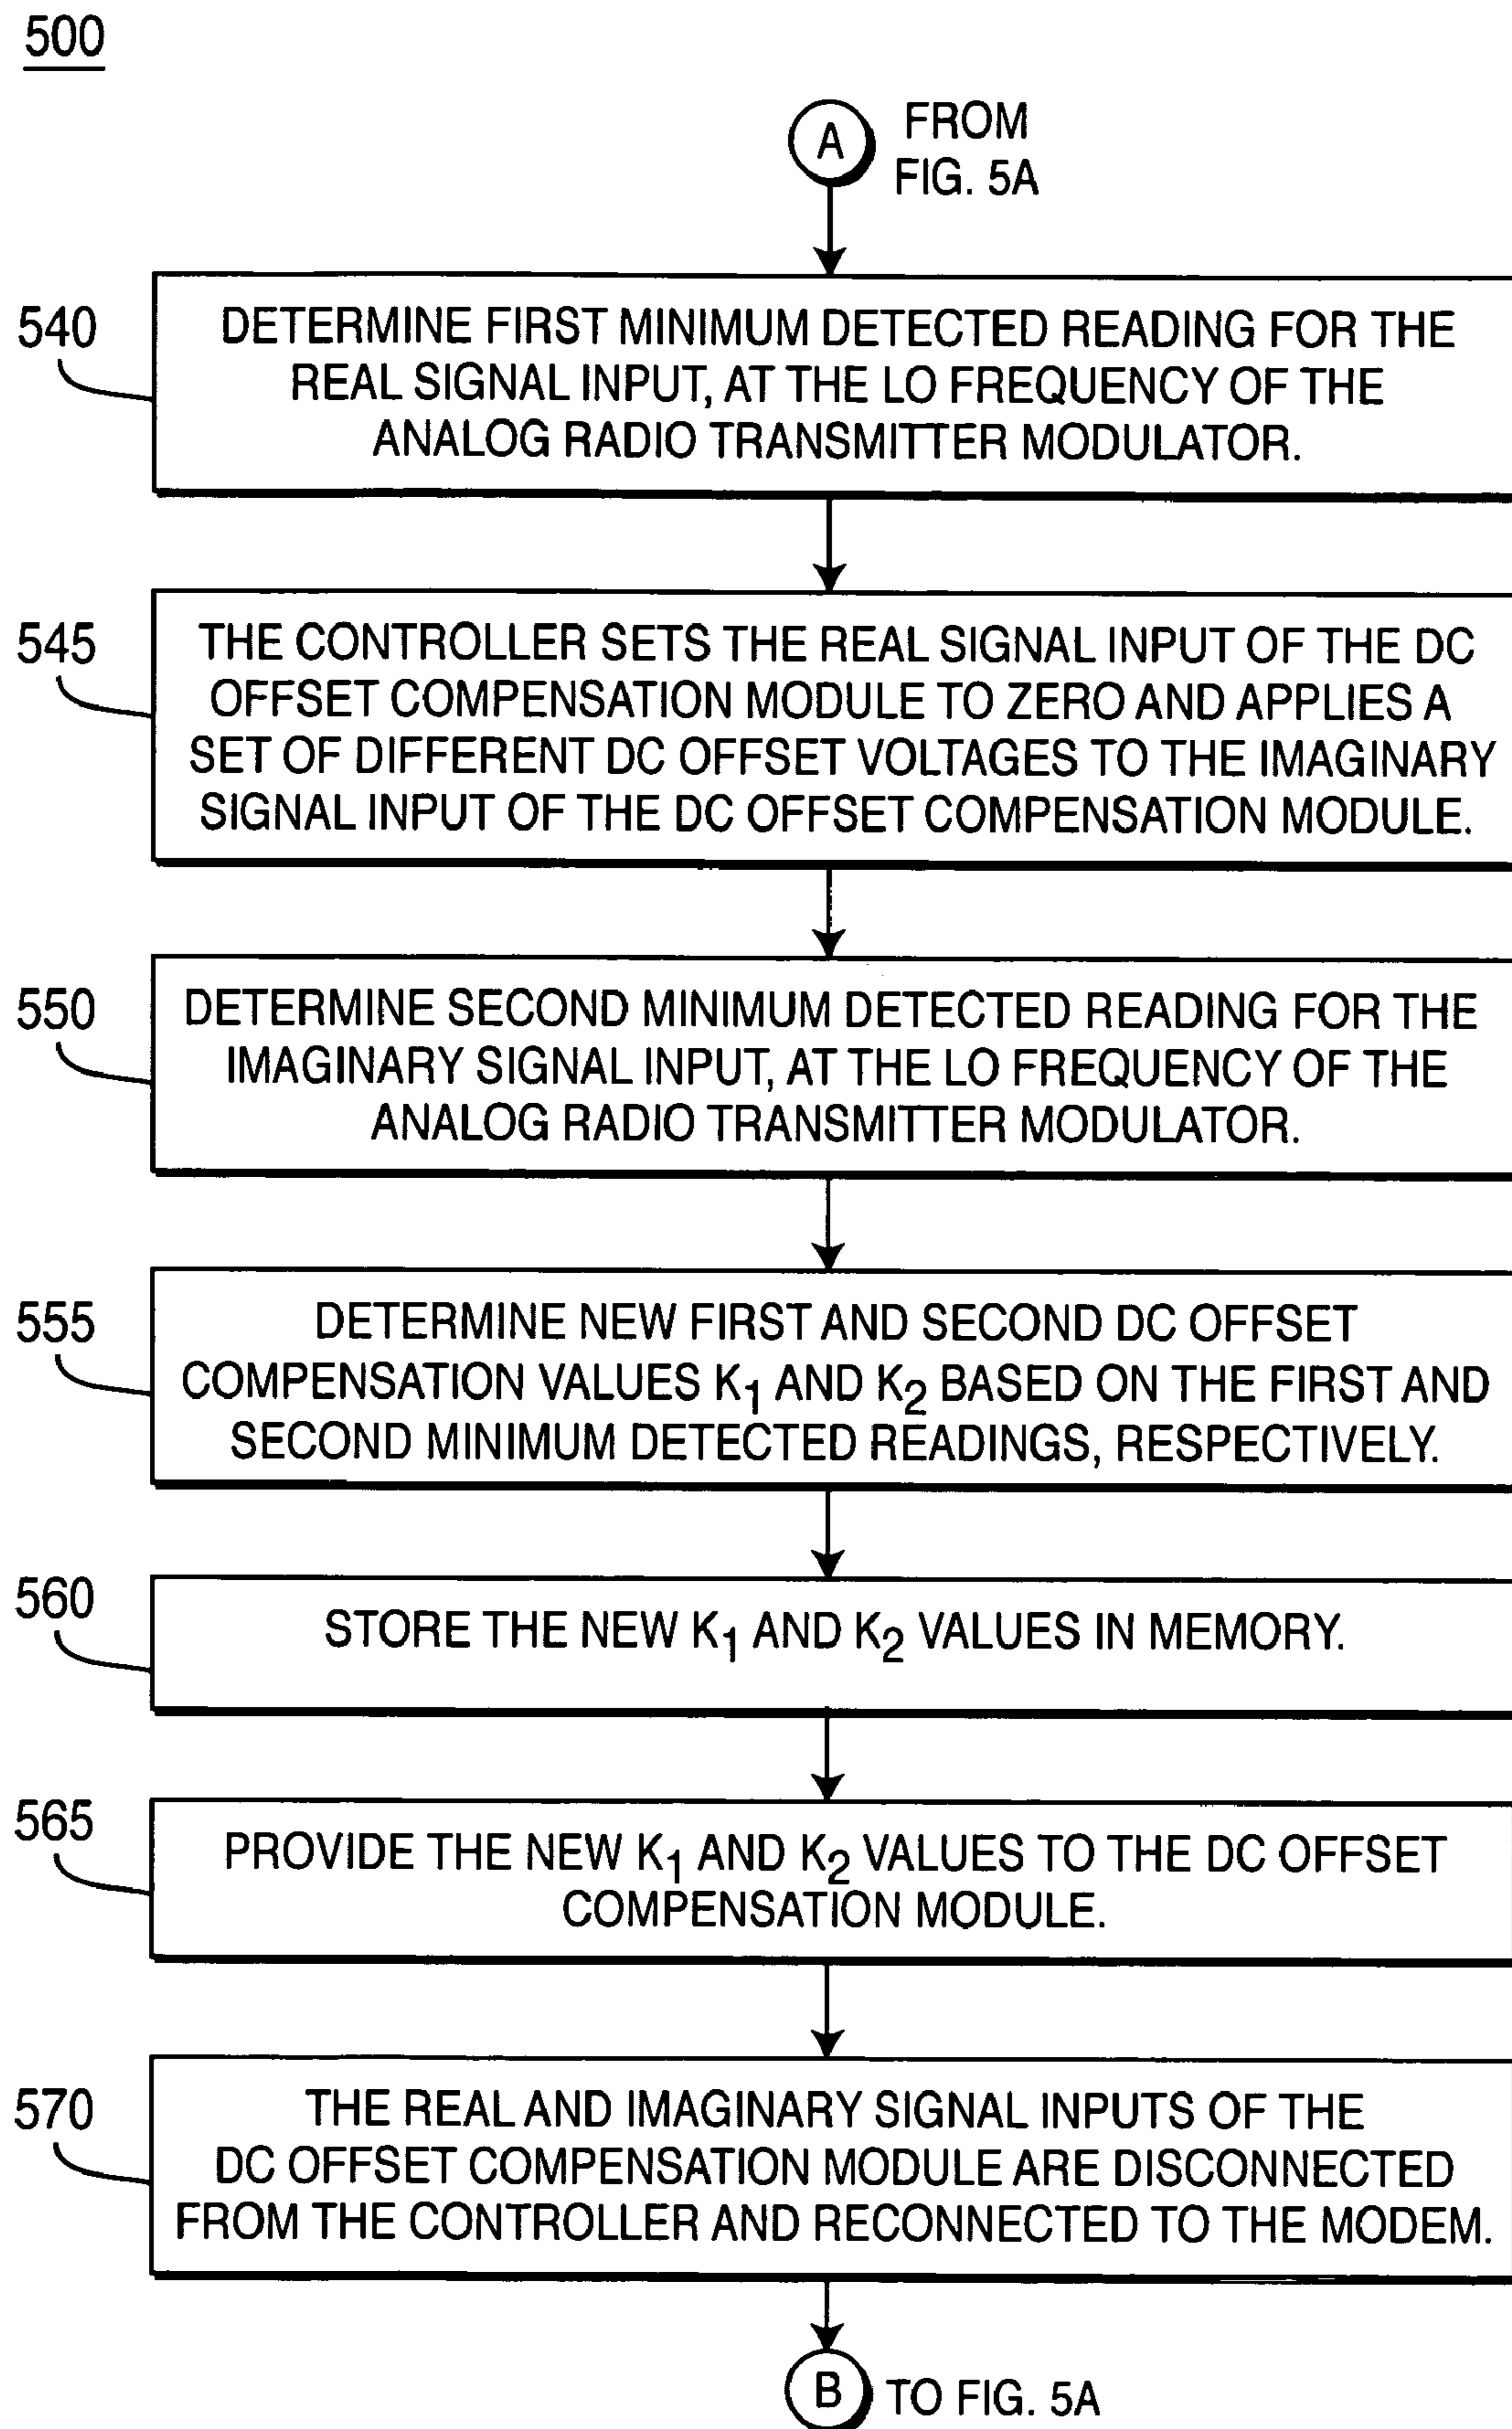 500
A
FROM
FIG. 5A
540
DETERMINE FIRST MINIMUM DETECTED READING FOR THE
REAL SIGNAL INPUT, AT THE LO FREQUENCY OF THE
ANALOG RADIO TRANSMITTER MODULATOR.
545
THE CONTROLLER SETS THE REAL SIGNAL INPUT OF THE DC
OFFSET COMPENSATION MODULE TO ZERO AND APPLIES A
SET OF DIFFERENT DC OFFSET VOLTAGES TO THE IMAGINARY
SIGNAL INPUT OF THE DC OFFSET COMPENSATION MODULE.
550
DETERMINE SECOND MINIMUM DETECTED READING FOR THE
IMAGINARY SIGNAL INPUT, AT THE LO FREQUENCY OF THE
ANALOG RADIO TRANSMITTER MODULATOR.
555
DETERMINE NEW FIRST AND SECOND DC OFFSET
COMPENSATION VALUES K₁ AND K₂ BASED ON THE FIRST AND
SECOND MINIMUM DETECTED READINGS, RESPECTIVELY.
560
STORE THE NEW K₁ AND K₂ VALUES IN MEMORY.
565
PROVIDE THE NEW K₁ AND K₂ VALUES TO THE DC OFFSET
COMPENSATION MODULE.
570
THE REAL AND IMAGINARY SIGNAL INPUTS OF THE
DC OFFSET COMPENSATION MODULE ARE DISCONNECTED
FROM THE CONTROLLER AND RECONNECTED TO THE MODEM.
B TO FIG. 5A